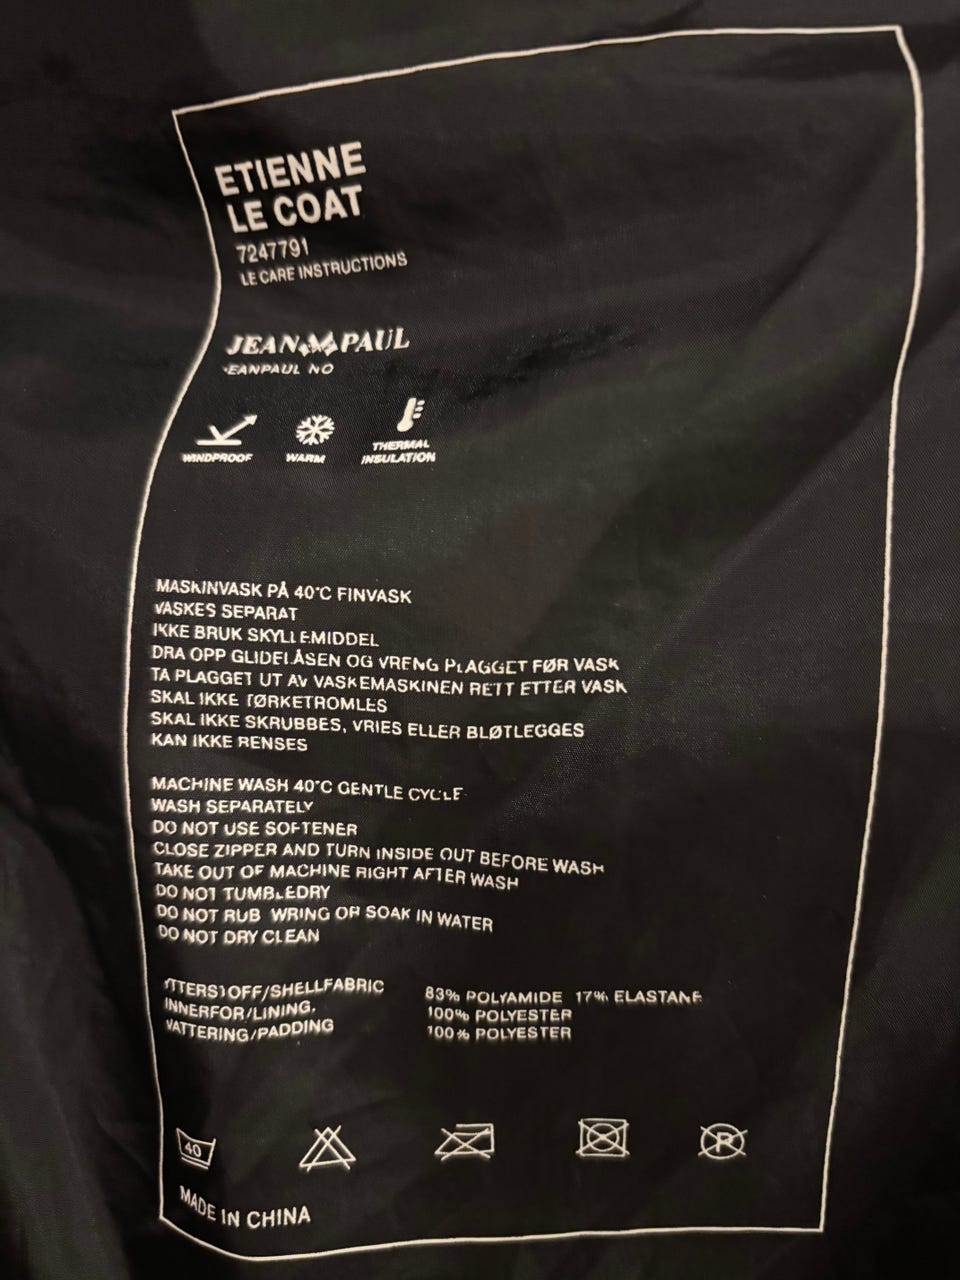 ETIENNE
LE COAT
7247791
LE CARE INSTRUCTIONS
JEAN PAUL
EANPAUL NO
WINDPROOF WARM THERMAL INSULATION
MASKINVASK PÅ 40°C FINVASK
VASKES SEPARAT
IKKE BRUK SKYLLEMIDDEL
DRA OPP GLIDELÅSEN OG VRENG PLAGGET FØR VASK
TA PLAGGET UT AV VASKEMASKINEN RETT ETTER VASK
SKAL IKKE TØRKETROMLES
SKAL IKKE SKRUBBES, VRIES ELLER BLØTLEGGES
KAN IKKE RENSES
MACHINE WASH 40°C GENTLE CYCLE
WASH SEPARATELY
DO NOT USE SOFTENER
CLOSE ZIPPER AND TURN INSIDE OUT BEFORE WASH
TAKE OUT OF MACHINE RIGHT AFTER WASH
DO NOT TUMBLEDRY
DO NOT RUB WRING OR SOAK IN WATER
DO NOT DRY CLEAN
YTTERSTOFF/SHELLFABRIC 83% POLYAMIDE 17% ELASTANE
INNERFOR/LINING. 100% POLYESTER
VATTERING/PADDING 100% POLYESTER
40 P
MADE IN CHINA